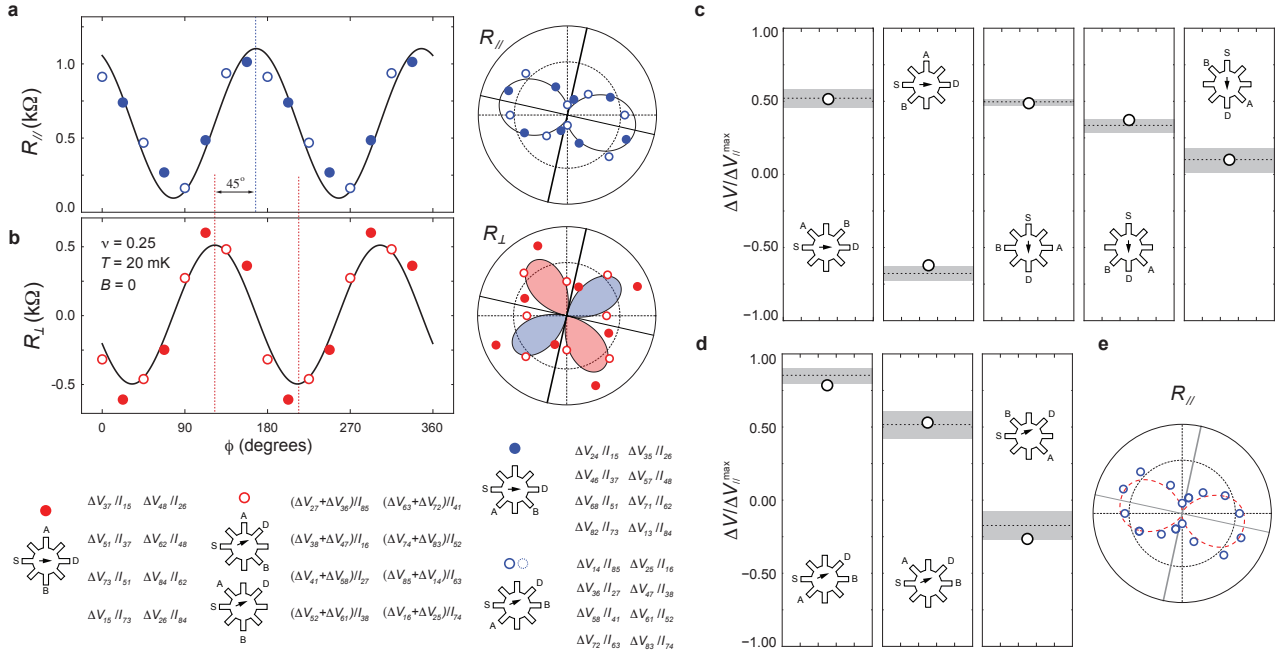 a
R// (kΩ)
1.0
0.5
0.0
45°
R//
b
R⊥ (kΩ)
0.5
0.0
−0.5
ν = 0.25
T = 20 mK
B = 0
0 90 180 270 360
ϕ (degrees)
R⊥
ΔV37 /I15 ΔV48 /I26
ΔV51 /I37 ΔV62 /I48
ΔV73 /I51 ΔV84 /I62
ΔV15 /I73 ΔV26 /I84
A
S D
B
(ΔV27+ΔV36)/I85 (ΔV63+ΔV72)/I41
(ΔV38+ΔV47)/I16 (ΔV74+ΔV83)/I52
(ΔV41+ΔV58)/I27 (ΔV85+ΔV14)/I63
(ΔV52+ΔV61)/I38 (ΔV16+ΔV25)/I74
A D
S
B
A D
S
B
ΔV24 /I15 ΔV35 /I26
ΔV46 /I37 ΔV57 /I48
ΔV68 /I51 ΔV71 /I62
ΔV82 /I73 ΔV13 /I84
A B
S D
ΔV14 /I85 ΔV25 /I16
ΔV36 /I27 ΔV47 /I38
ΔV58 /I41 ΔV61 /I52
ΔV72 /I63 ΔV83 /I74
D
S B
A
c
ΔV/ΔV//max
1.00
0.50
0.00
−0.50
−1.00
A B
S D
A
S D
B
S
B A
D
S
B A
D
S
B
A
D
d
ΔV/ΔV//max
1.00
0.50
0.00
−0.50
−1.00
D
S B
A
D
S B
A
B D
S
A
e
R//